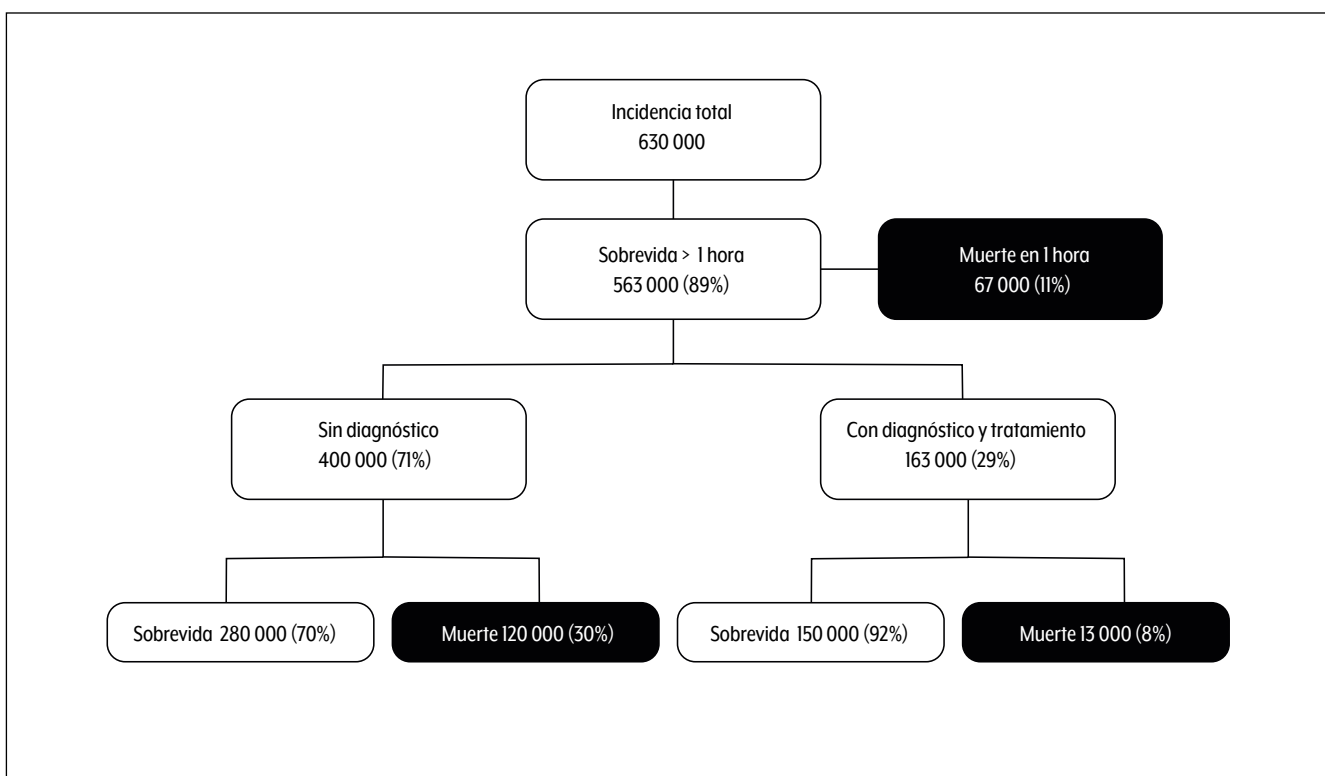 Incidencia total
630 000
Sobrevida > 1 hora
563 000 (89%)
Muerte en 1 hora
67 000 (11%)
Sin diagnóstico
400 000 (71%)
Con diagnóstico y tratamiento
163 000 (29%)
Sobrevida 280 000 (70%)
Muerte 120 000 (30%)
Sobrevida 150 000 (92%)
Muerte 13 000 (8%)